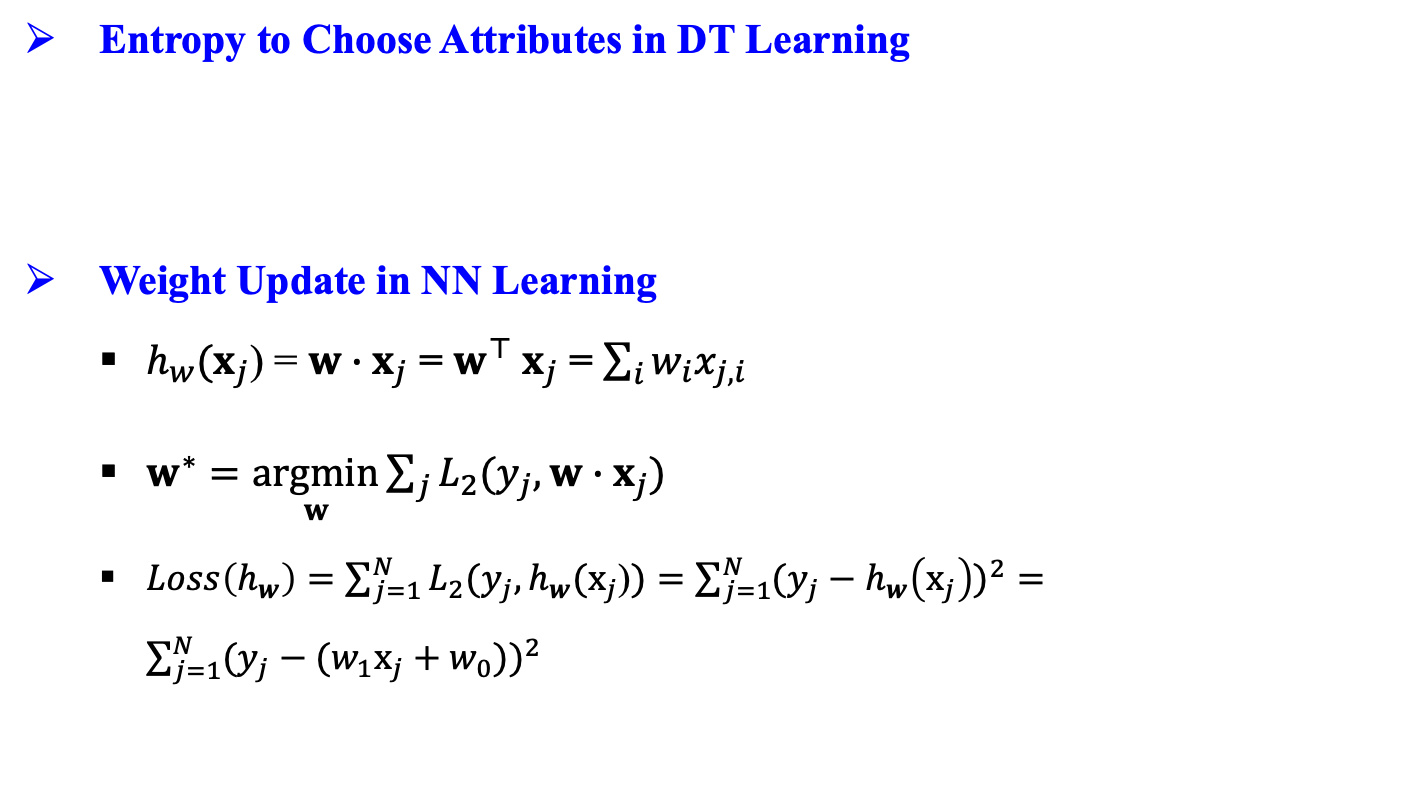 ➢ Entropy to Choose Attributes in DT Learning
➢ Weight Update in NN Learning
▪ h_w(𝐱_j) = 𝐰 · 𝐱_j = 𝐰^⊤ 𝐱_j = ∑_i w_i x_{j,i}
▪ 𝐰* = argmin_𝐰 ∑_j L_2(y_j, 𝐰 · 𝐱_j)
▪ Loss(h_𝒘) = ∑_{j=1}^N L_2(y_j, h_𝒘(x_j)) = ∑_{j=1}^N (y_j − h_𝒘(x_j))^2 =
∑_{j=1}^N (y_j − (w_1 x_j + w_0))^2